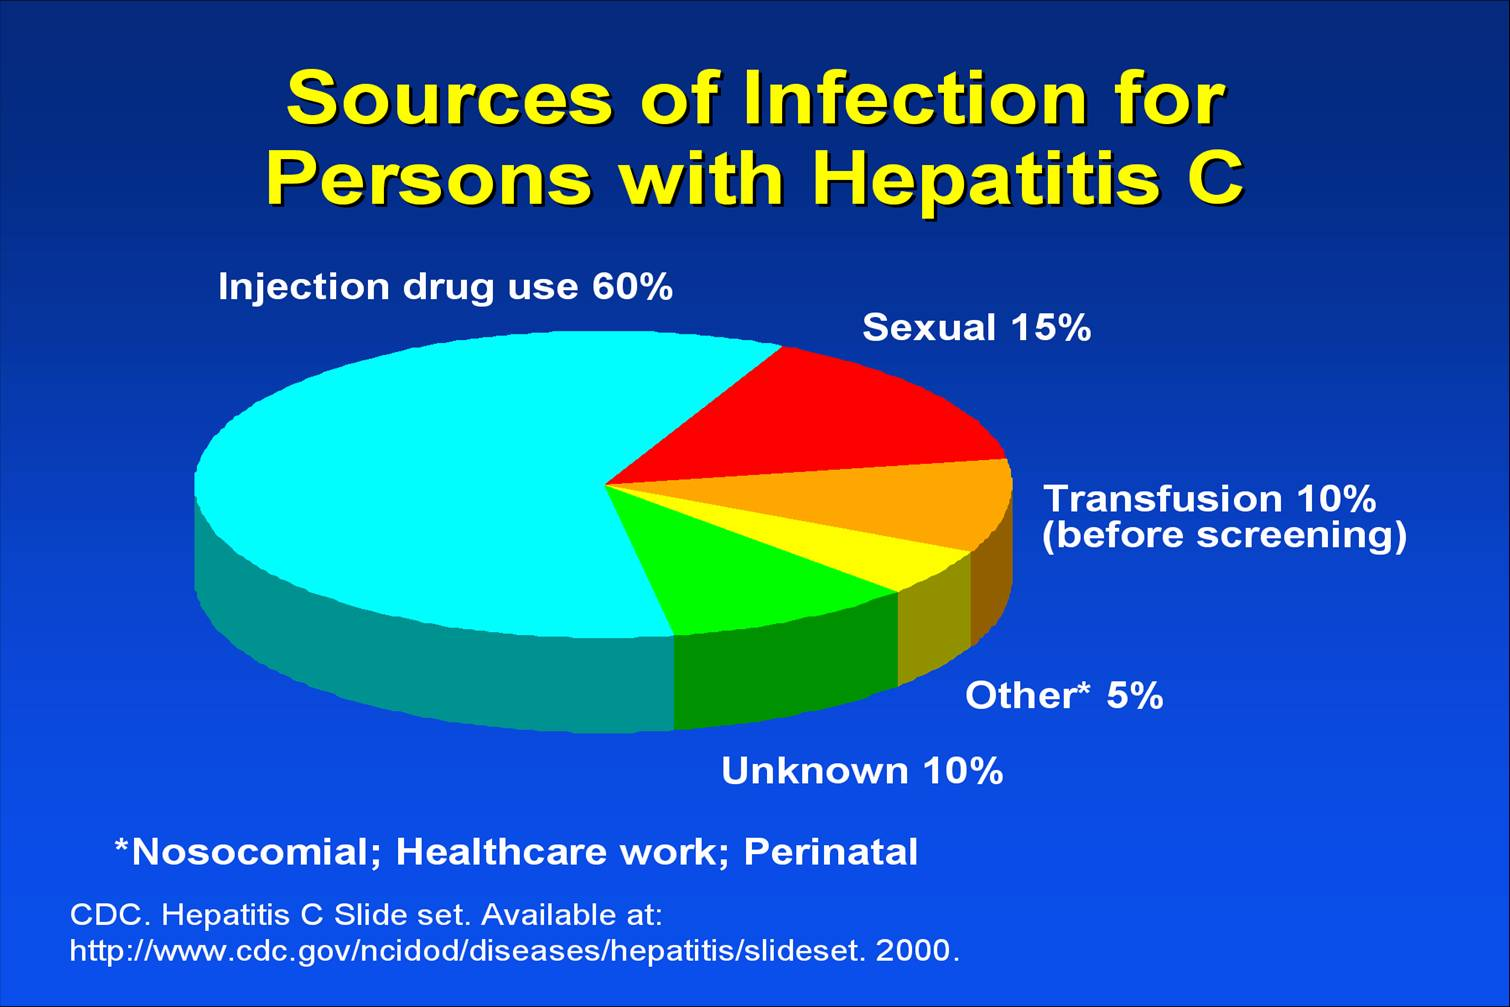 Sources of Infection for
Persons with Hepatitis C
Injection drug use 60%
Sexual 15%
Transfusion 10%
(before screening)
Other* 5%
Unknown 10%
*Nosocomial; Healthcare work; Perinatal
CDC. Hepatitis C Slide set. Available at:
http://www.cdc.gov/ncidod/diseases/hepatitis/slideset. 2000.